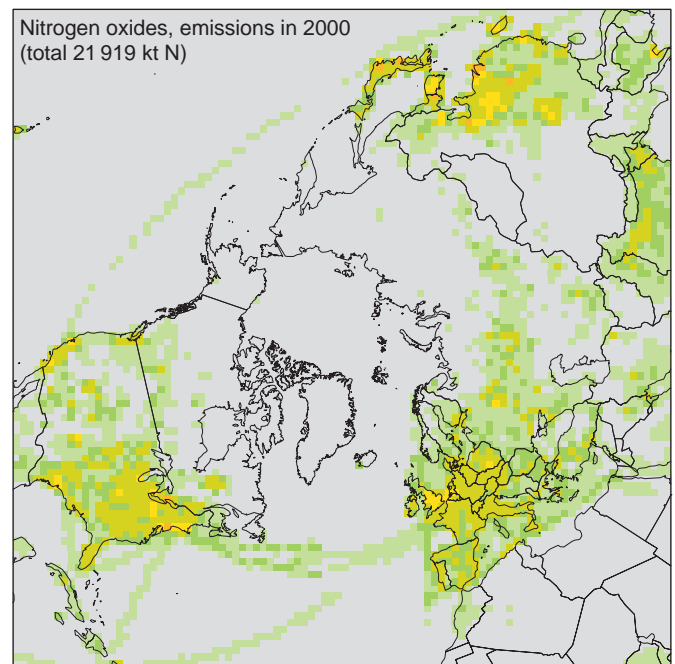 Nitrogen oxides, emissions in 2000
(total 21 919 kt N)